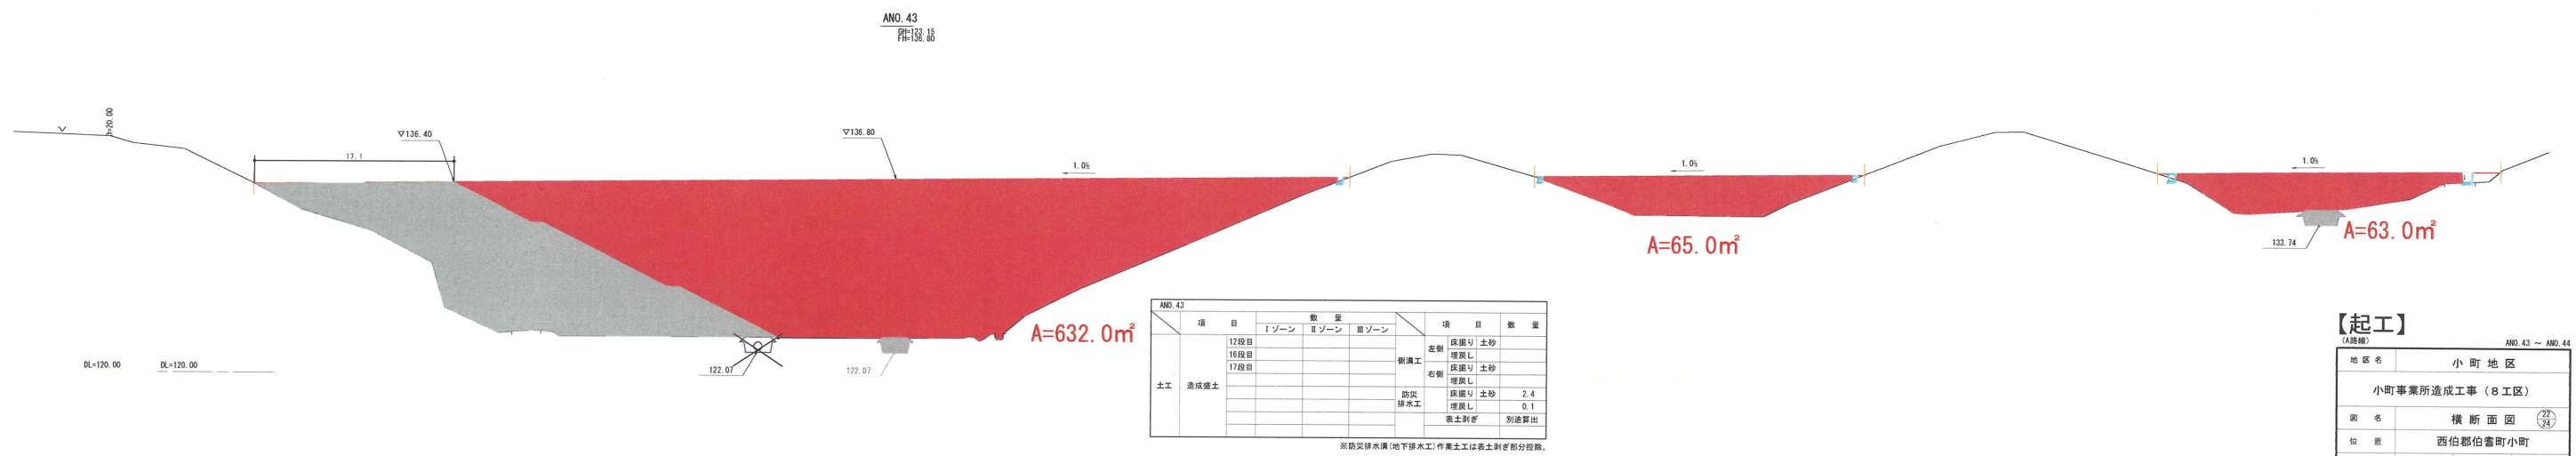 ANO. 43
GH=123. 15
FH=136. 80
h=20.00
▽136. 40
17. 1
▽136. 80
1. 0%
1. 0%
1. 0%
A=632. 0㎡
A=65. 0㎡
A=63. 0㎡
133. 74
DL=120. 00
DL=120. 00
122. 07
122. 07
ANO. 43
項 目 数 量 項 目 数 量
Ⅰゾーン Ⅱゾーン Ⅲゾーン
土工 造成盛土
12段目
16段目
17段目
側溝工 左側 床掘り 土砂
埋戻し
右側 床掘り 土砂
埋戻し
防災排水工 床掘り 土砂 2. 4
埋戻し 0. 1
表土剥ぎ 別途算出
※防災排水溝(地下排水工)作業土工は表土剥ぎ部分控除。
【起工】
(A路線) ANO. 43 ～ ANO. 44
地 区 名 小 町 地 区
小町事業所造成工事（８工区）
図 名 横 断 面 図 22/24
位 置 西伯郡伯耆町小町